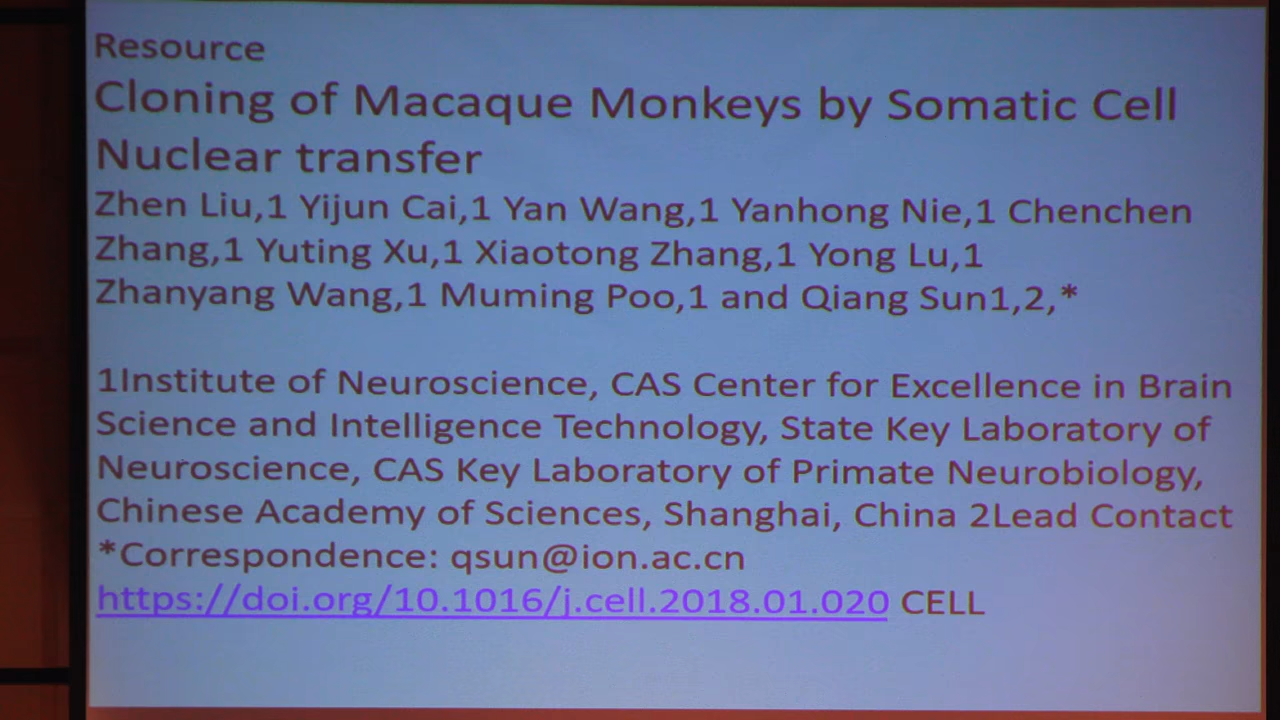 Resource
Cloning of Macaque Monkeys by Somatic Cell
Nuclear transfer
Zhen Liu,1 Yijun Cai,1 Yan Wang,1 Yanhong Nie,1 Chenchen
Zhang,1 Yuting Xu,1 Xiaotong Zhang,1 Yong Lu,1
Zhanyang Wang,1 Muming Poo,1 and Qiang Sun1,2,*
1Institute of Neuroscience, CAS Center for Excellence in Brain
Science and Intelligence Technology, State Key Laboratory of
Neuroscience, CAS Key Laboratory of Primate Neurobiology,
Chinese Academy of Sciences, Shanghai, China 2Lead Contact
*Correspondence: qsun@ion.ac.cn
https://doi.org/10.1016/j.cell.2018.01.020 CELL